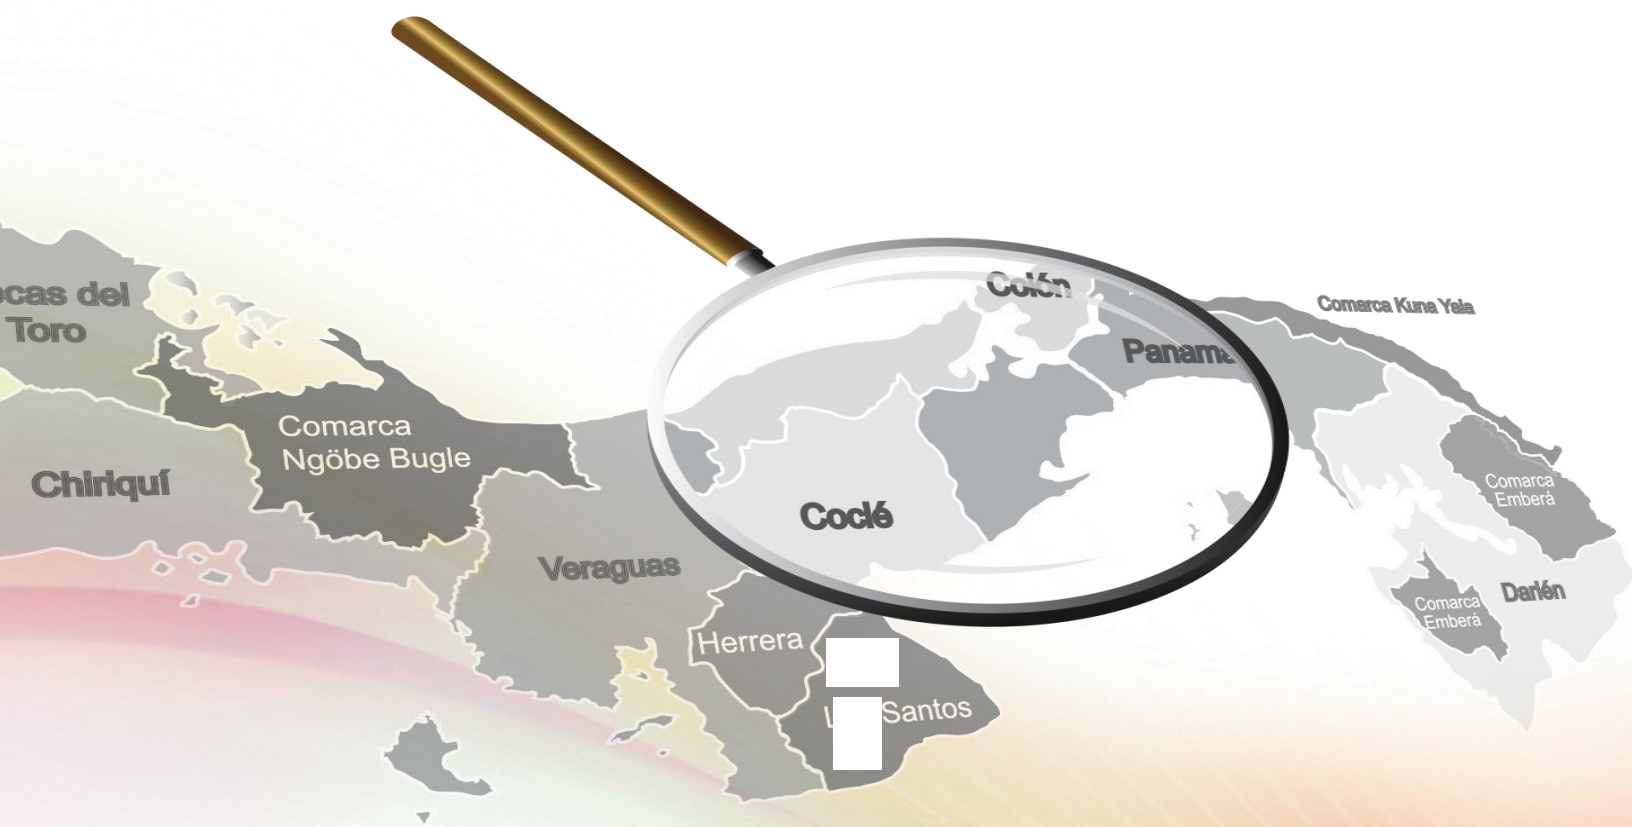 Colón
Comarca Kuna Yala
ocas del
Toro
Panamá
Comarca
Ngöbe Bugle
Chiriquí
Comarca
Emberá
Coclé
Veraguas
Darién
Comarca
Emberá
Herrera
L Santos